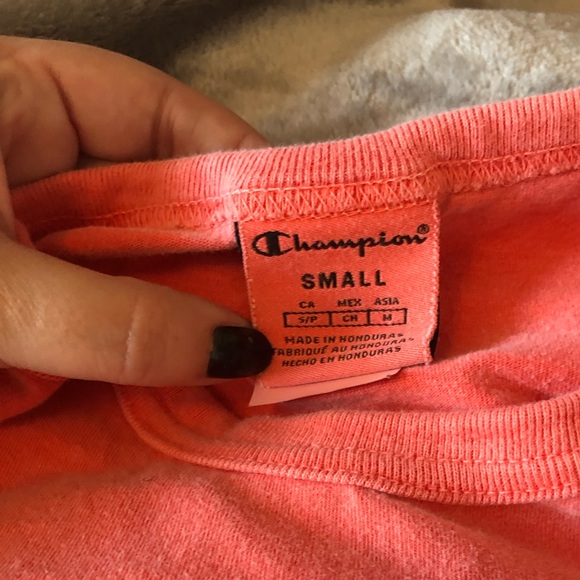 Champion®
SMALL
CA MEX ASIA
S/P CH M
MADE IN HONDURAS
FABRIQUÉ AU HONDURAS
HECHO EN HONDURAS